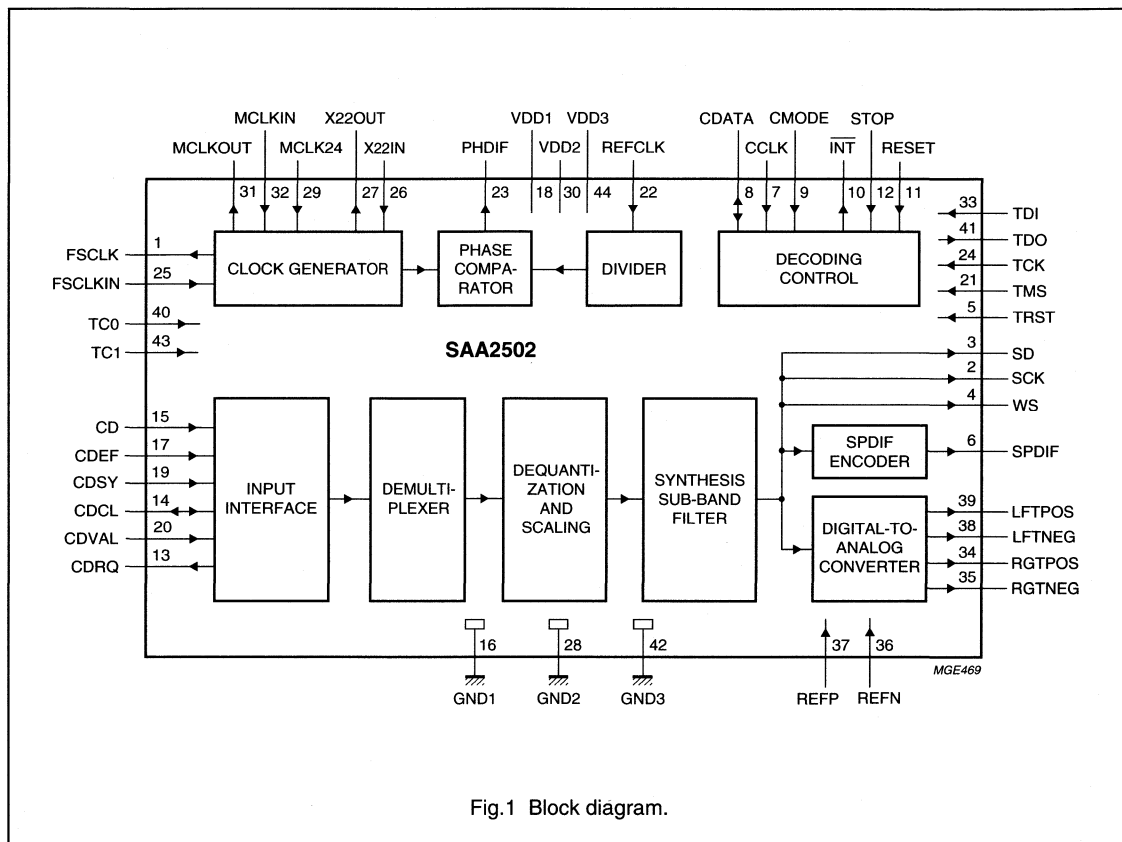 MCLKIN X22OUT VDD1 VDD3 CDATA CMODE STOP
MCLKOUT MCLK24 X22IN PHDIF VDD2 REFCLK CCLK INT RESET
31 32 29 27 26 23 18 30 44 22 8 7 9 10 12 11
33 TDI
41 TDO
24 TCK
21 TMS
5 TRST
1 FSCLK
25 FSCLKIN
40 TC0
43 TC1
CLOCK GENERATOR
PHASE
COMPA-
RATOR
DIVIDER
DECODING
CONTROL
SAA2502
3 SD
2 SCK
4 WS
CD 15
CDEF 17
CDSY 19
CDCL 14
CDVAL 20
CDRQ 13
INPUT
INTERFACE
DEMULTI-
PLEXER
DEQUANTI-
ZATION
AND
SCALING
SYNTHESIS
SUB-BAND
FILTER
SPDIF
ENCODER
6 SPDIF
DIGITAL-TO-
ANALOG
CONVERTER
39 LFTPOS
38 LFTNEG
34 RGTPOS
35 RGTNEG
16 28 42 37 36
MGE469
GND1 GND2 GND3 REFP REFN
Fig.1 Block diagram.